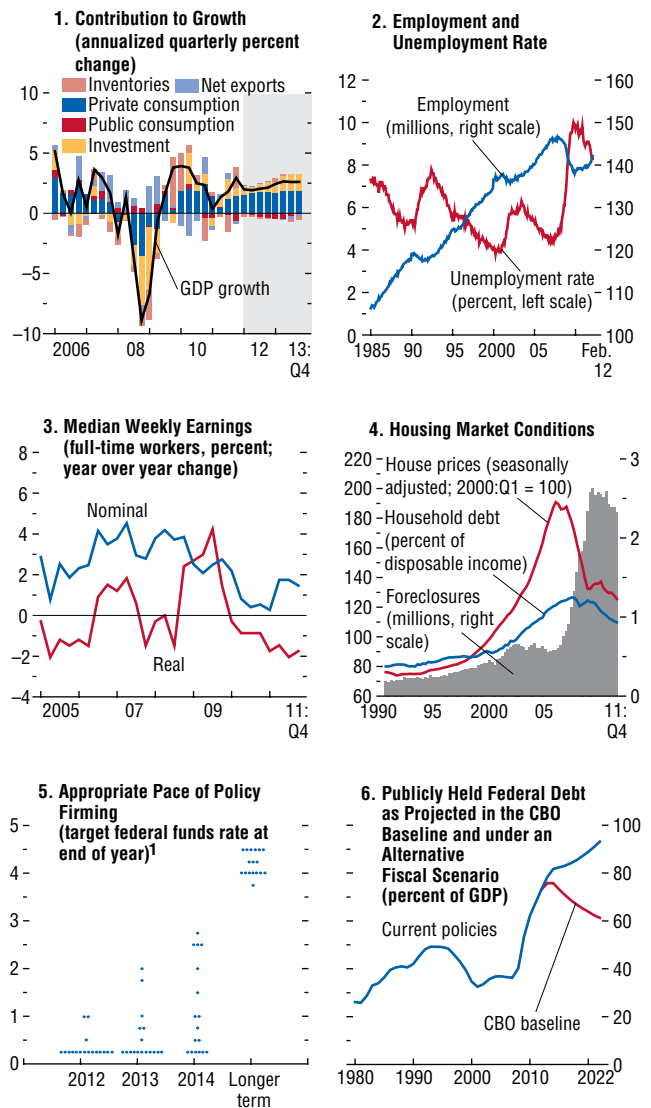 1. Contribution to Growth
(annualized quarterly percent
change)
Inventories Net exports
Private consumption
Public consumption
Investment
GDP growth
10
5
0
–5
–10
2006 08 10 12 13:
Q4
2. Employment and
Unemployment Rate
Employment
(millions, right scale)
Unemployment rate
(percent, left scale)
12
10
8
6
4
2
0
160
150
140
130
120
110
100
1985 90 95 2000 05 Feb.
12
3. Median Weekly Earnings
(full-time workers, percent;
year over year change)
Nominal
Real
8
6
4
2
0
–2
–4
2005 07 09 11:
Q4
4. Housing Market Conditions
House prices (seasonally
adjusted; 2000:Q1 = 100)
Household debt
(percent of
disposable income)
Foreclosures
(millions, right
scale)
220
200
180
160
140
120
100
80
60
3
2
1
0
1990 95 2000 05 11:
Q4
5. Appropriate Pace of Policy
Firming
(target federal funds rate at
end of year)1
5
4
3
2
1
0
2012 2013 2014 Longer
term
6. Publicly Held Federal Debt
as Projected in the CBO
Baseline and under an
Alternative
Fiscal Scenario
(percent of GDP)
Current policies
CBO baseline
100
80
60
40
20
0
1980 1990 2000 2010 2022